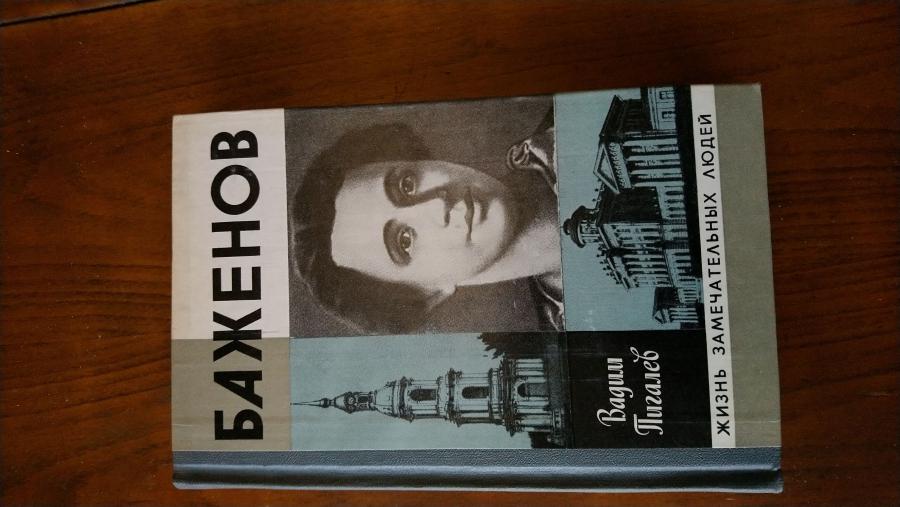 БАЖЕНОВ
Вадим
Пигалев
ЖИЗНЬ ЗАМЕЧАТЕЛЬНЫХ ЛЮДЕЙ